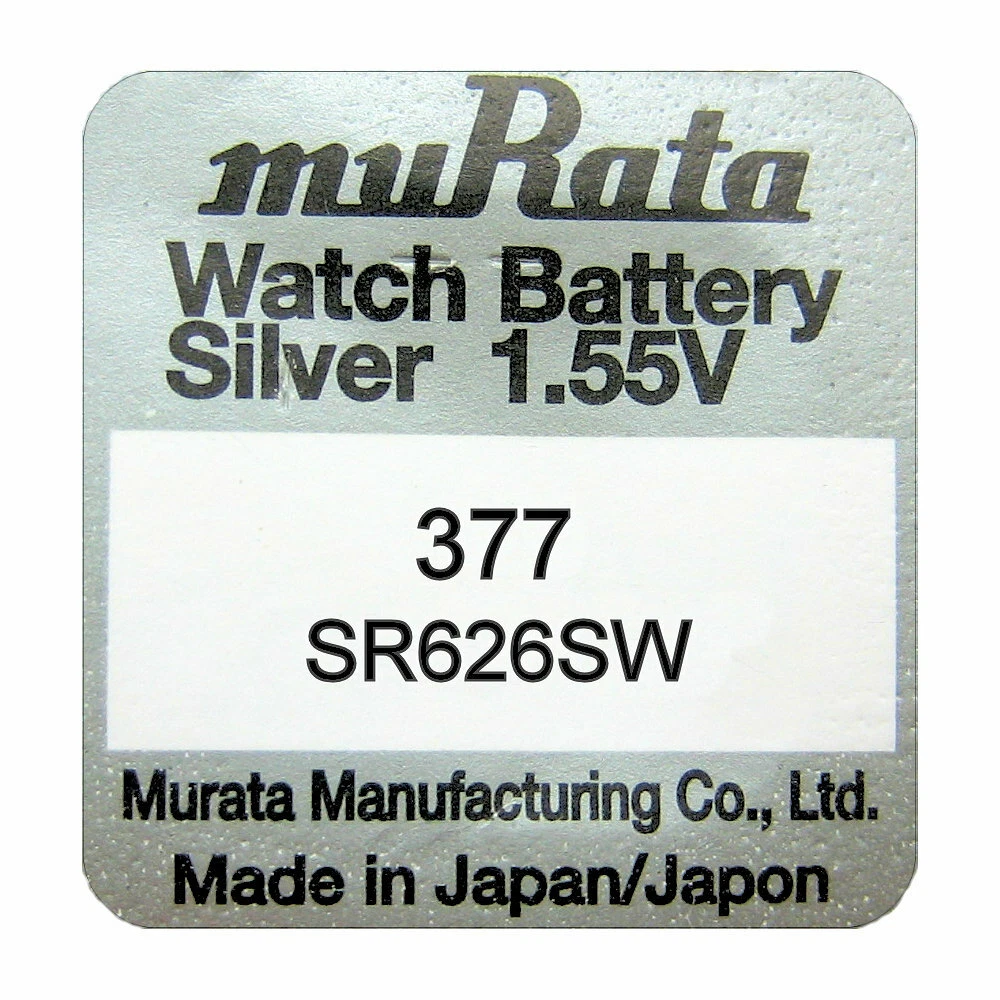 muRata
Watch Battery
Silver 1.55V
377
SR626SW
Murata Manufacturing Co., Ltd.
Made in Japan/Japon